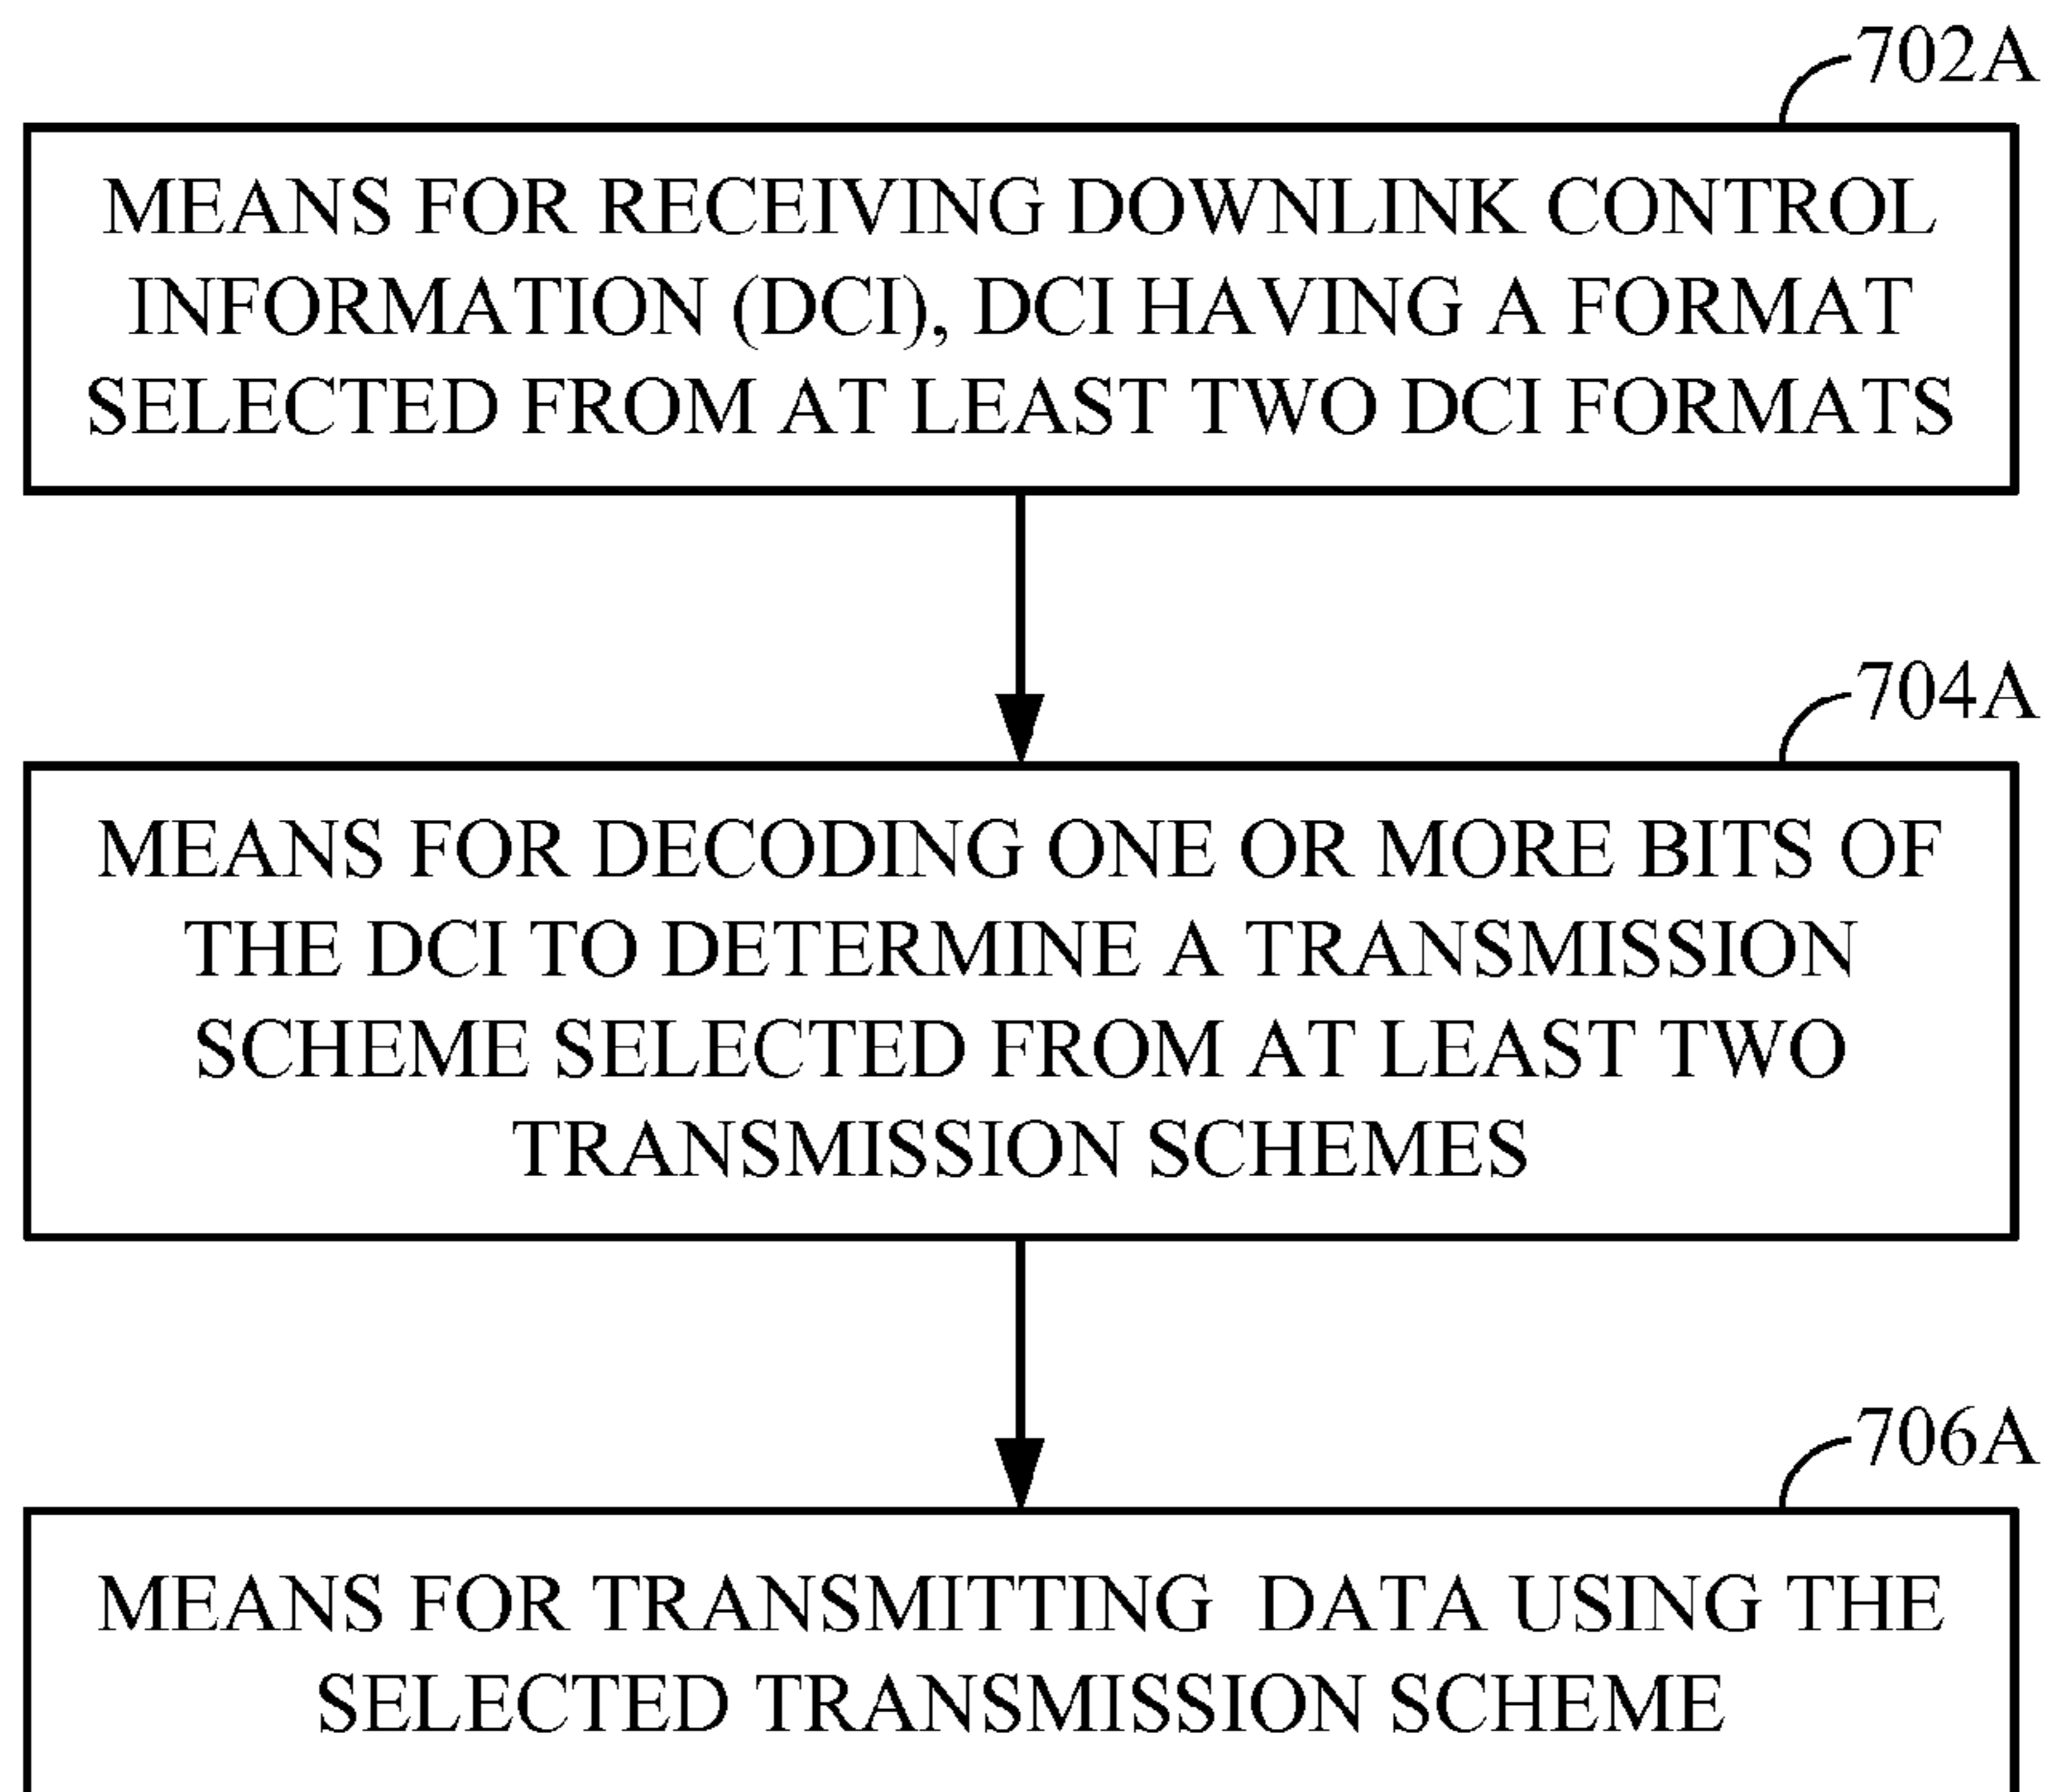 702A
MEANS FOR RECEIVING DOWNLINK CONTROL
INFORMATION (DCI), DCI HAVING A FORMAT
SELECTED FROM AT LEAST TWO DCI FORMATS
704A
MEANS FOR DECODING ONE OR MORE BITS OF
THE DCI TO DETERMINE A TRANSMISSION
SCHEME SELECTED FROM AT LEAST TWO
TRANSMISSION SCHEMES
706A
MEANS FOR TRANSMITTING DATA USING THE
SELECTED TRANSMISSION SCHEME